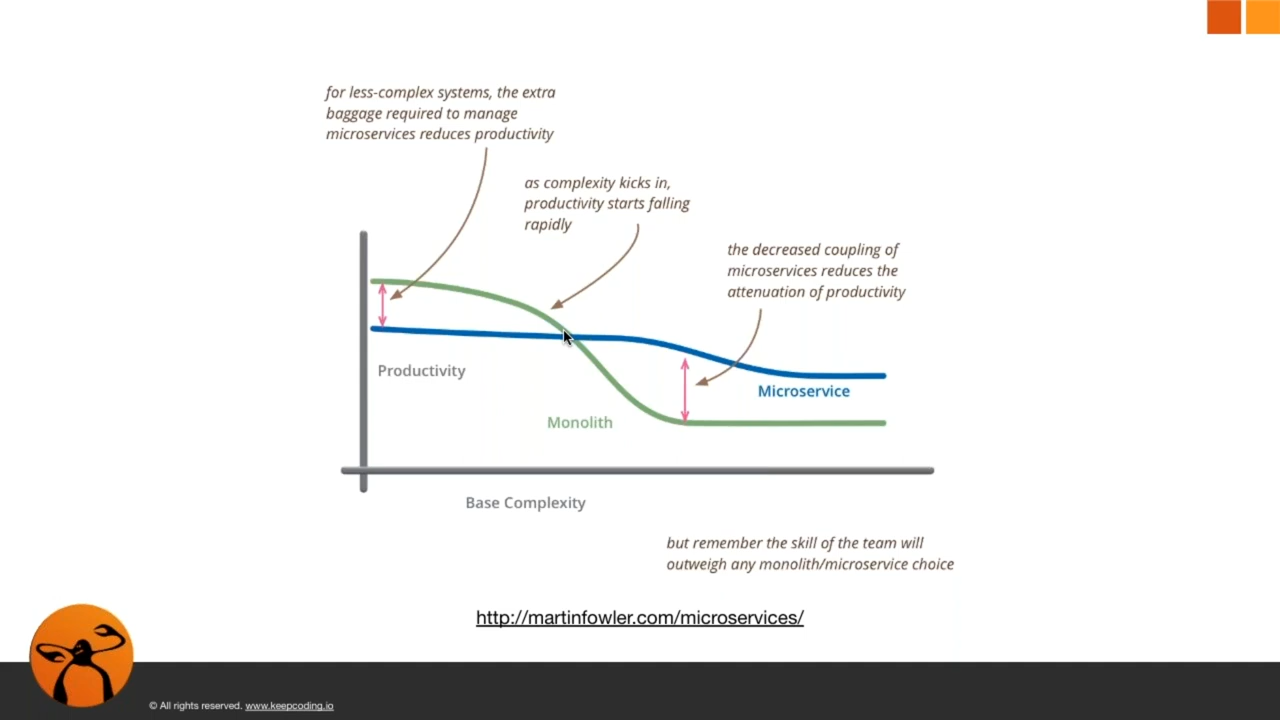 for less-complex systems, the extra
baggage required to manage
microservices reduces productivity
as complexity kicks in,
productivity starts falling
rapidly
the decreased coupling of
microservices reduces the
attenuation of productivity
Productivity
Microservice
Monolith
Base Complexity
but remember the skill of the team will
outweigh any monolith/microservice choice
http://martinfowler.com/microservices/
© All rights reserved. www.keepcoding.io